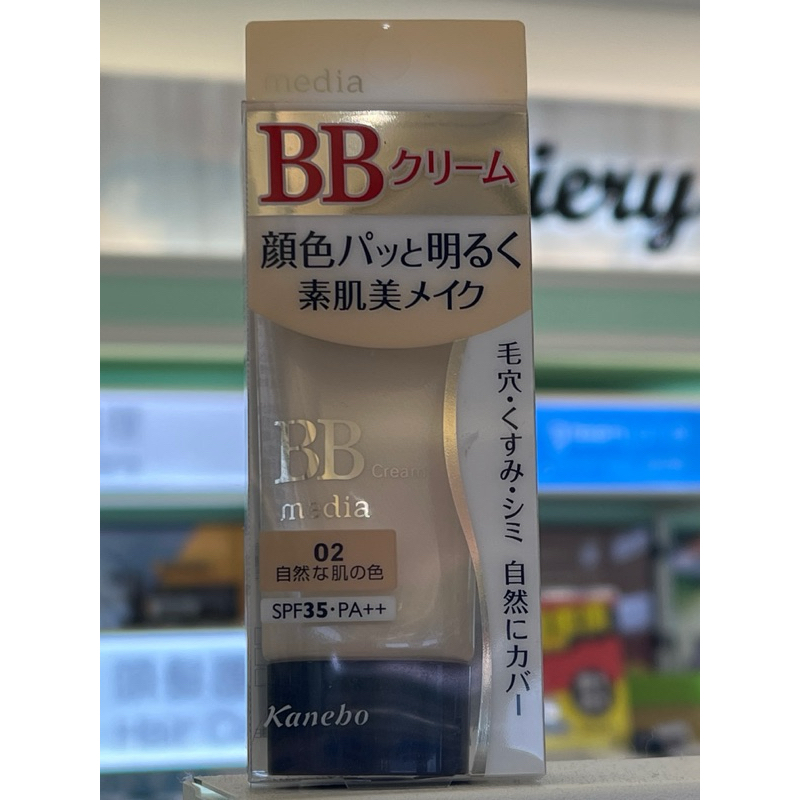 media
BBクリーム
顔色パッと明るく
素肌美メイク
毛穴・くすみ・シミ 自然にカバー
BB Cream
media
02
自然な肌の色
SPF35・PA++
Kanebo
iery